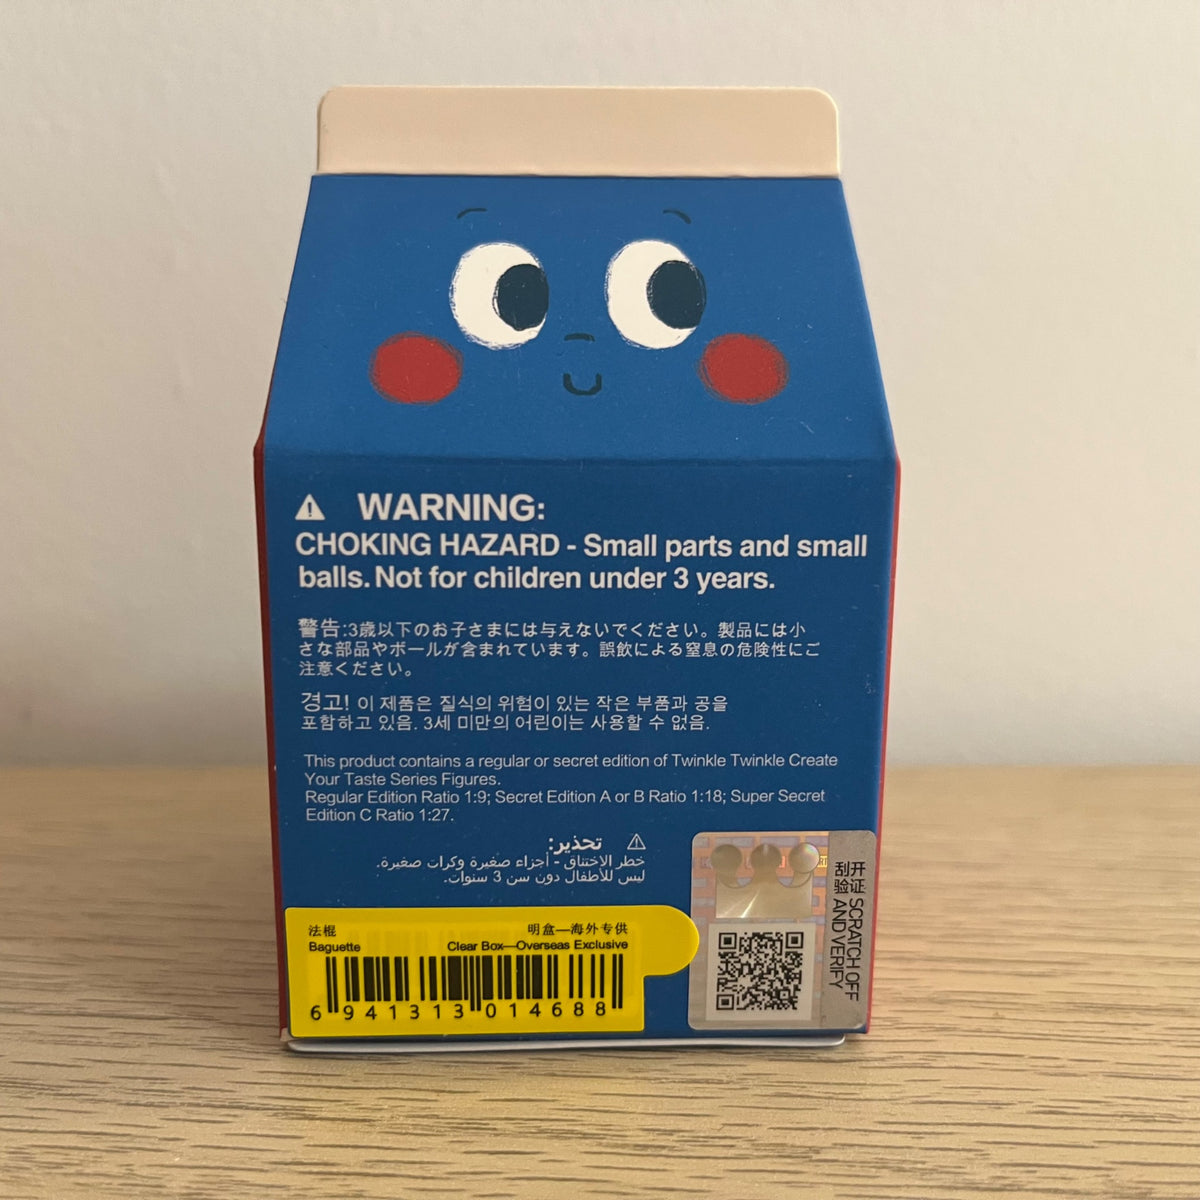 ⚠ WARNING:
CHOKING HAZARD - Small parts and small
balls. Not for children under 3 years.
警告:3歳以下のお子さまには与えないでください。製品には小
さな部品やボールが含まれています。誤飲による窒息の危険性にご
注意ください。
경고! 이 제품은 질식의 위험이 있는 작은 부품과 공을
포함하고 있음. 3세 미만의 어린이는 사용할 수 없음.
This product contains a regular or secret edition of Twinkle Twinkle Create
Your Taste Series Figures.
Regular Edition Ratio 1:9; Secret Edition A or B Ratio 1:18; Super Secret
Edition C Ratio 1:27.
⚠ تحذير:
خطر الاختناق - أجزاء صغيرة وكرات صغيرة.
ليس للأطفال دون سن 3 سنوات.
法棍
明盒—海外专供
Baguette
Clear Box—Overseas Exclusive
6 941313 014688
刮开
验证
SCRATCH OFF
AND VERIFY